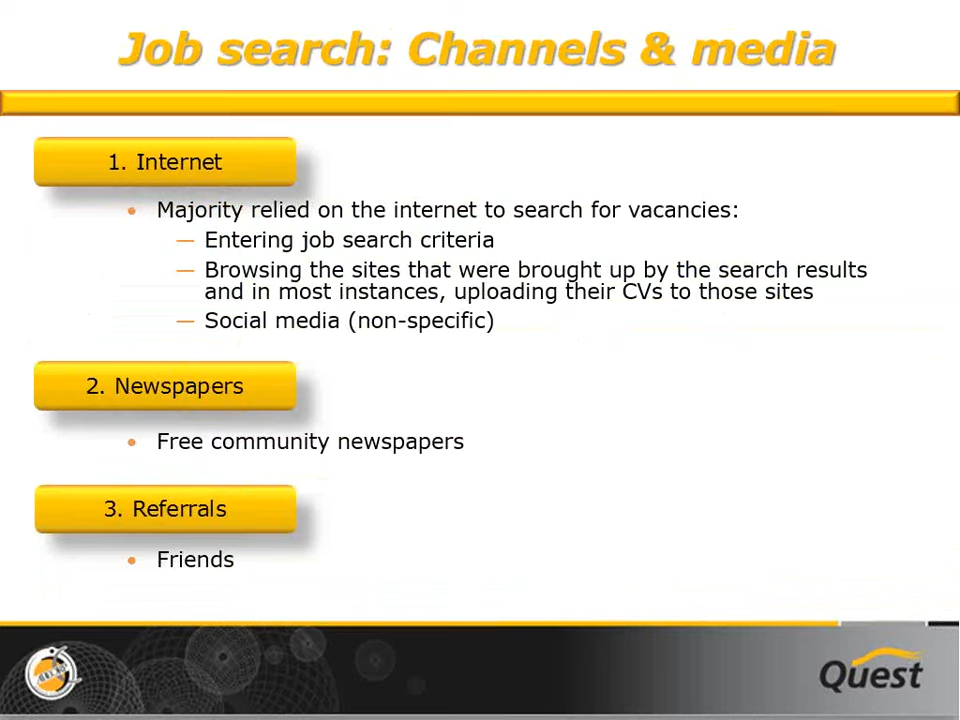 Job search: Channels & media
1. Internet
• Majority relied on the internet to search for vacancies:
— Entering job search criteria
— Browsing the sites that were brought up by the search results
and in most instances, uploading their CVs to those sites
— Social media (non-specific)
2. Newspapers
• Free community newspapers
3. Referrals
• Friends
Quest